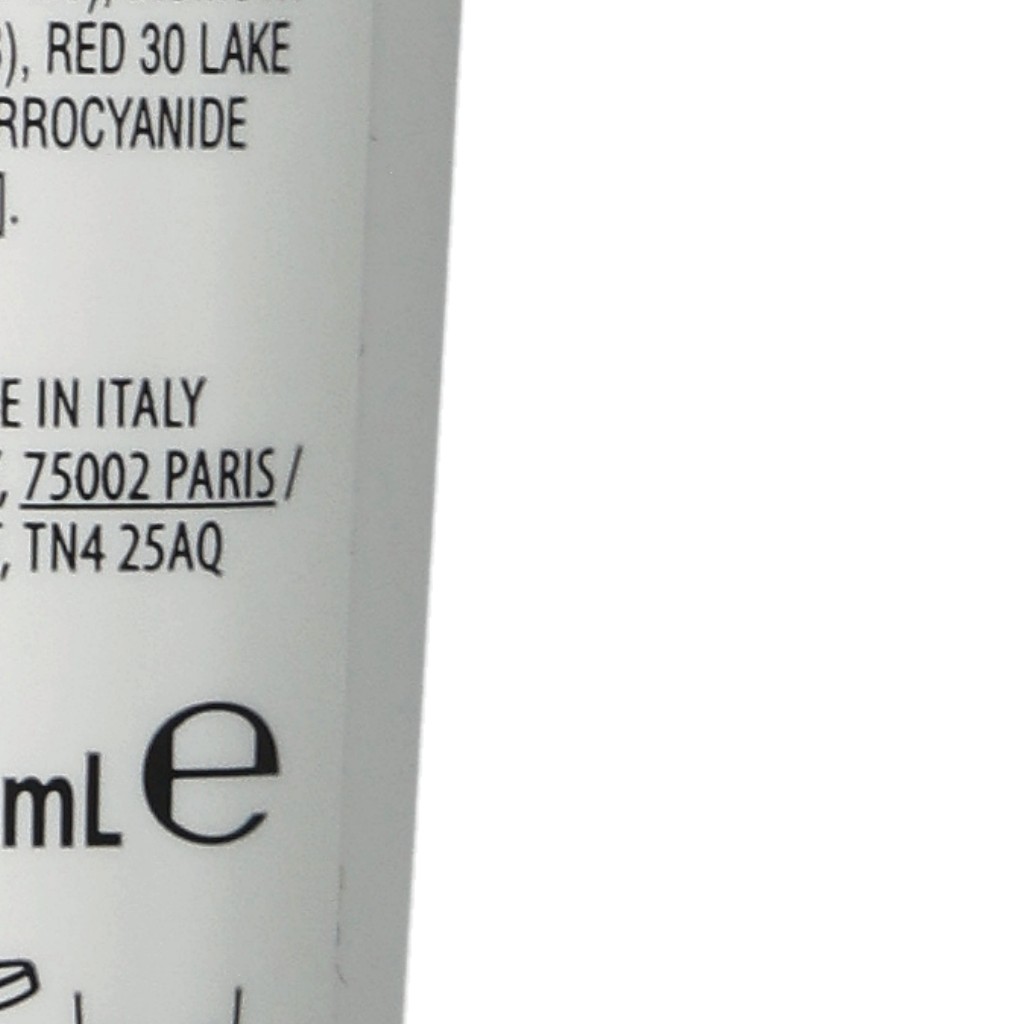 ), RED 30 LAKE
RROCYANIDE
].
E IN ITALY
, 75002 PARIS /
, TN4 25AQ
mL e